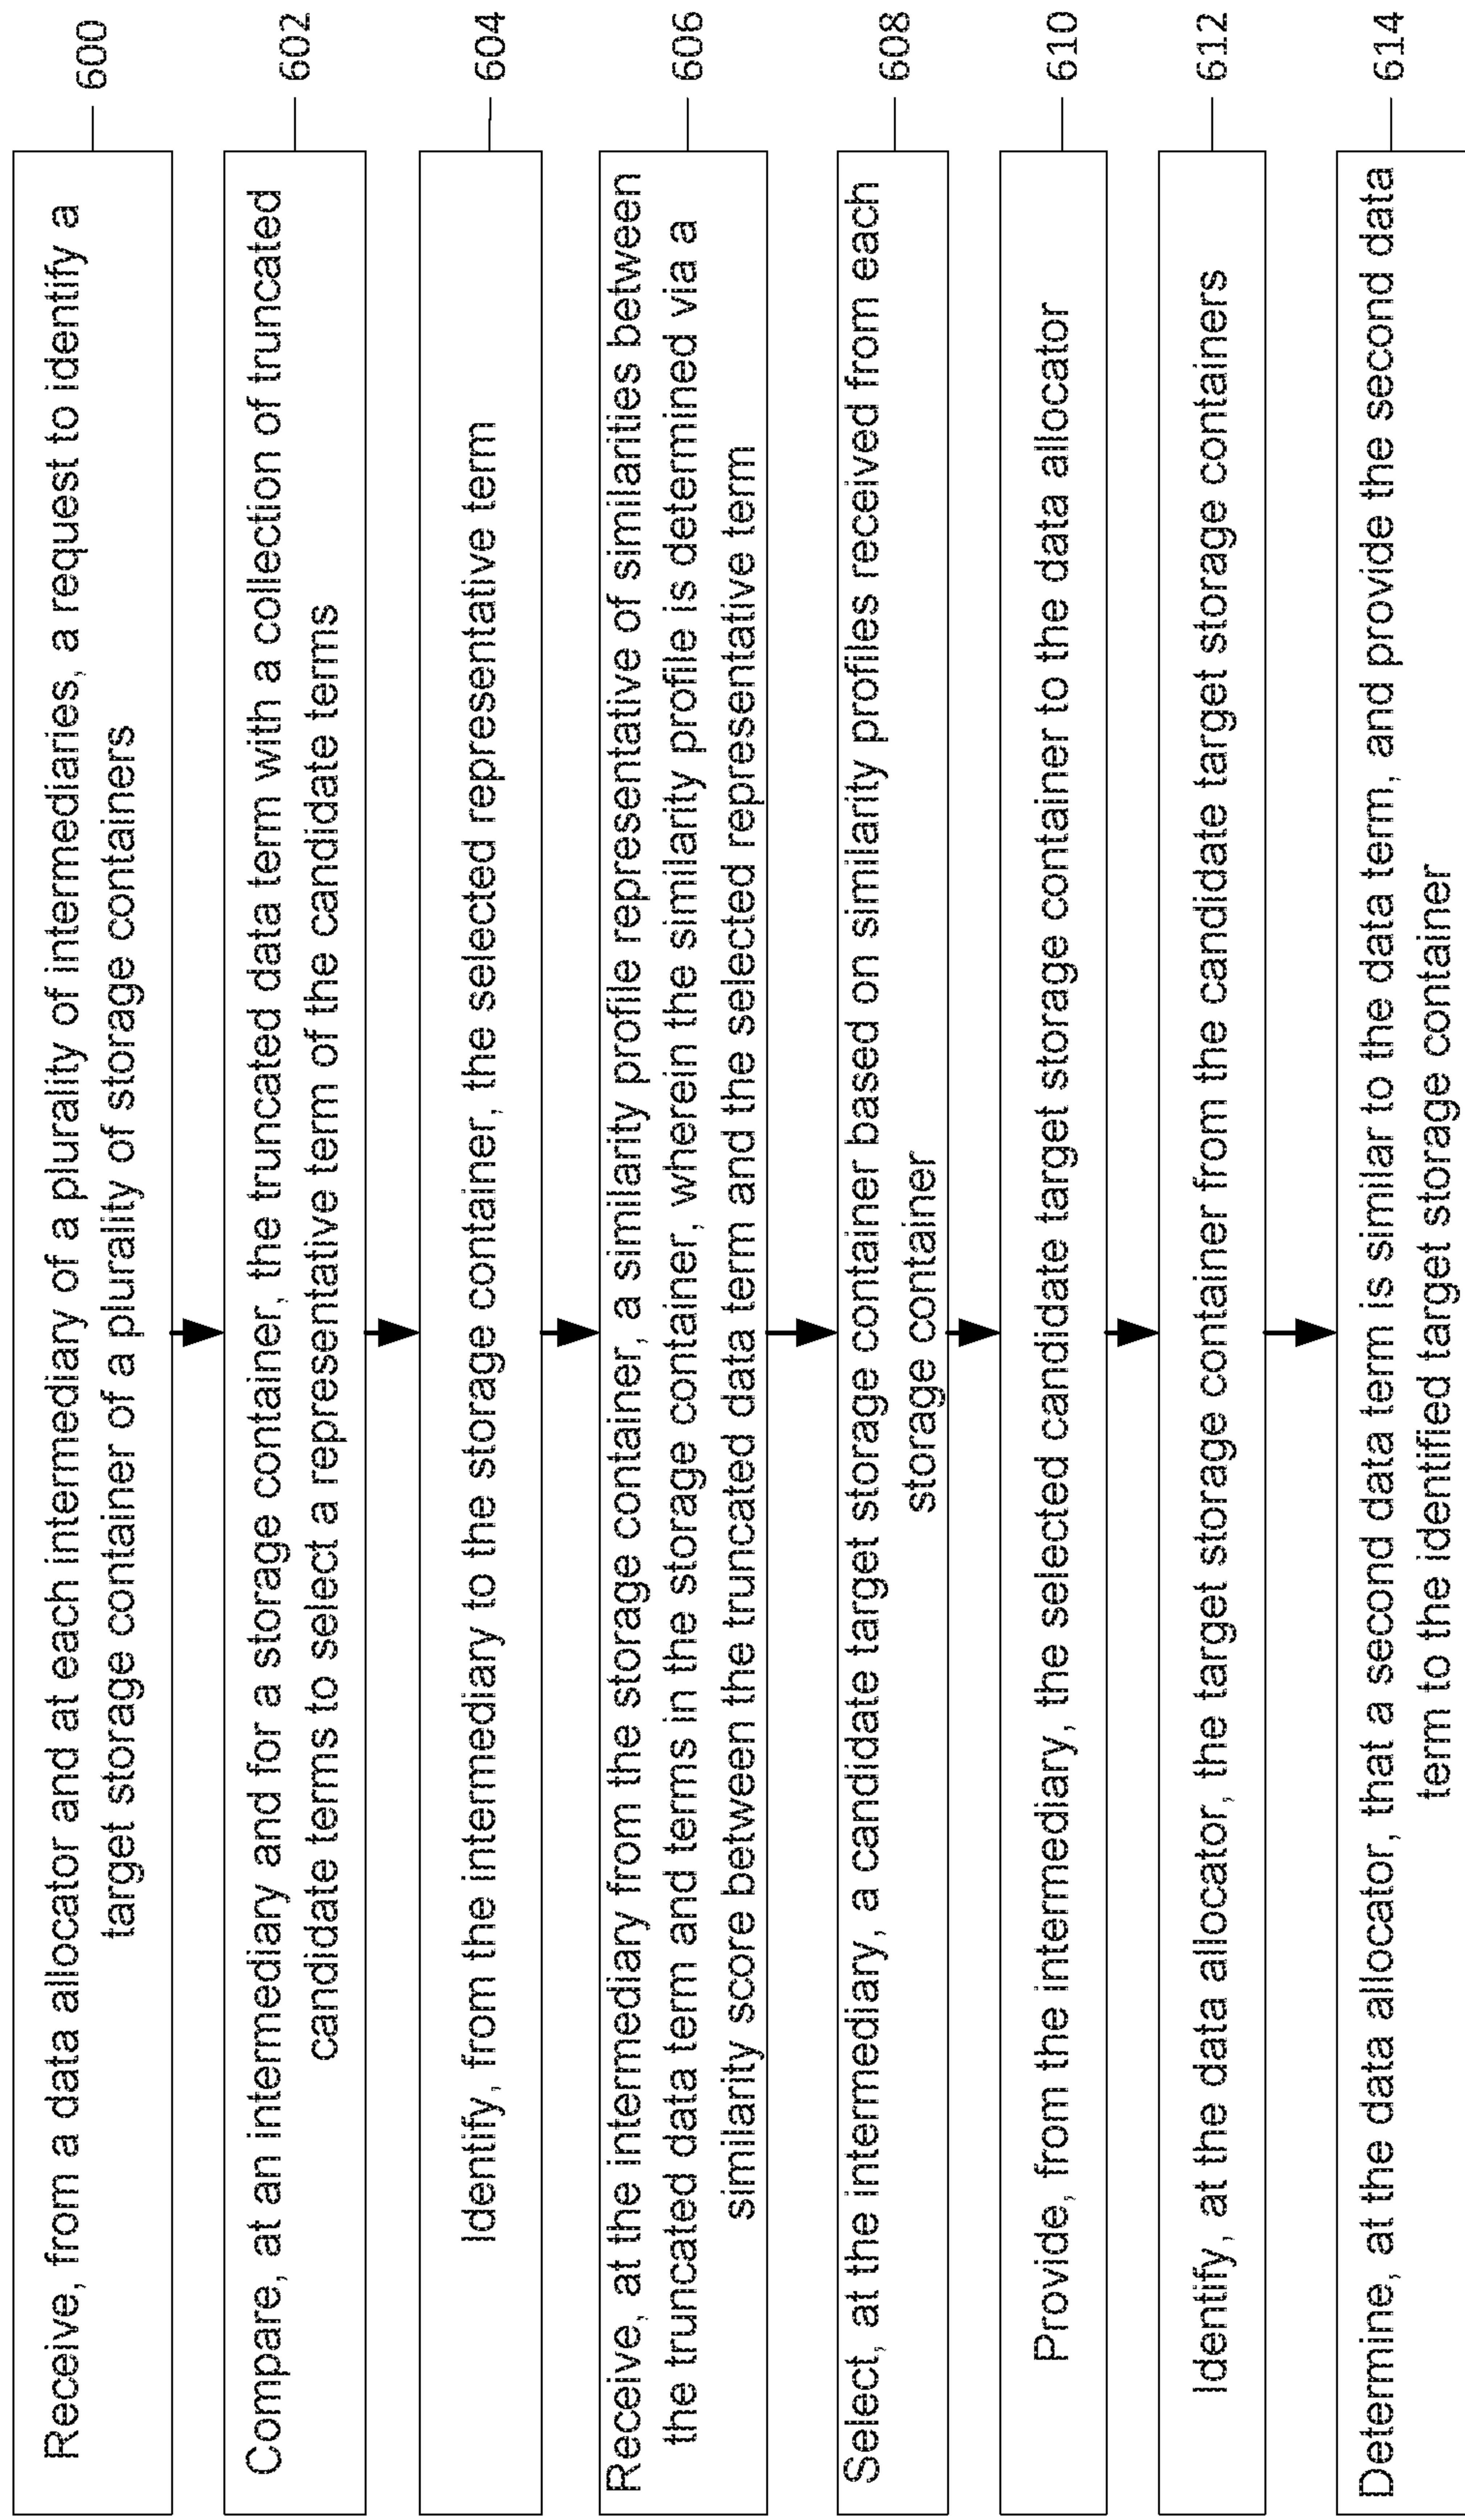 Receive, from a data allocator and at each intermediary of a plurality of intermediaries, a request to identify a
target storage container of a plurality of storage containers
600
Compare, at an intermediary and for a storage container, the truncated data term with a collection of truncated
candidate terms to select a representative term of the candidate terms
602
Identify, from the intermediary to the storage container, the selected representative term
604
Receive, at the intermediary from the storage container, a similarity profile representative of similarities between
the truncated data term and terms in the storage container, wherein the similarity profile is determined via a
similarity score between the truncated data term and the selected representative term
606
Select, at the intermediary, a candidate target storage container based on similarity profiles received from each
storage container
608
Provide, from the intermediary, the selected candidate target storage container to the data allocator
610
Identify, at the data allocator, the target storage container from the candidate target storage containers
612
Determine, at the data allocator, that a second data term is similar to the data term, and provide the second data
term to the identified target storage container
614